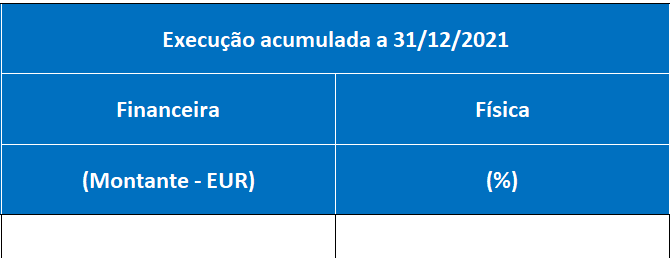 Execução acumulada a 31/12/2021
Financeira
Física
(Montante - EUR)
(%)